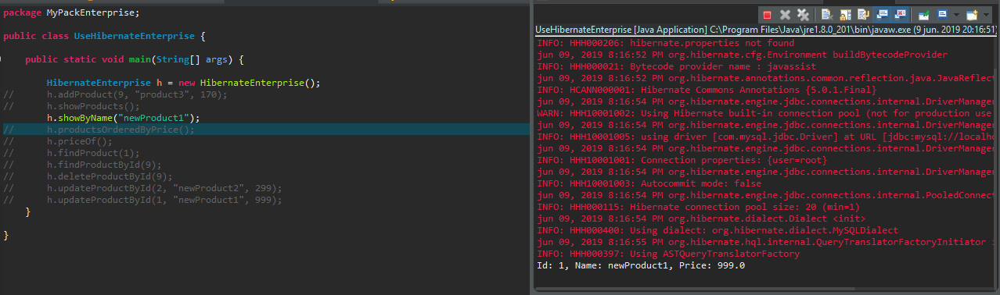 package MyPackEnterprise;
public class UseHibernateEnterprise {
public static void main(String[] args) {
HibernateEnterprise h = new HibernateEnterprise();
// h.addProduct(9, "product3", 170);
// h.showProducts();
h.showByName("newProduct1");
// h.productsOrderedByPrice();
// h.priceOf();
// h.findProduct(1);
// h.findProductById(9);
// h.deleteProductById(9);
// h.updateProductById(2, "newProduct2", 299);
// h.updateProductById(1, "newProduct1", 999);
}
}
UseHibernateEnterprise [Java Application] C:\Program Files\Java\jre1.8.0_201\bin\javaw.exe (9 jun. 2019 20:16:51)
INFO: HHH000206: hibernate.properties not found
jun 09, 2019 8:16:52 PM org.hibernate.cfg.Environment buildBytecodeProvider
INFO: HHH000021: Bytecode provider name : javassist
jun 09, 2019 8:16:52 PM org.hibernate.annotations.common.reflection.java.JavaReflect
INFO: HCANN000001: Hibernate Commons Annotations {5.0.1.Final}
jun 09, 2019 8:16:54 PM org.hibernate.engine.jdbc.connections.internal.DriverManager
WARN: HHH10001002: Using Hibernate built-in connection pool (not for production use
jun 09, 2019 8:16:54 PM org.hibernate.engine.jdbc.connections.internal.DriverManager
INFO: HHH10001005: using driver [com.mysql.jdbc.Driver] at URL [jdbc:mysql://localho
jun 09, 2019 8:16:54 PM org.hibernate.engine.jdbc.connections.internal.DriverManager
INFO: HHH10001001: Connection properties: {user=root}
jun 09, 2019 8:16:54 PM org.hibernate.engine.jdbc.connections.internal.DriverManager
INFO: HHH10001003: Autocommit mode: false
jun 09, 2019 8:16:54 PM org.hibernate.engine.jdbc.connections.internal.PooledConnect
INFO: HHH000115: Hibernate connection pool size: 20 (min=1)
jun 09, 2019 8:16:54 PM org.hibernate.dialect.Dialect <init>
INFO: HHH000400: Using dialect: org.hibernate.dialect.MySQLDialect
jun 09, 2019 8:16:55 PM org.hibernate.hql.internal.QueryTranslatorFactoryInitiator
INFO: HHH000397: Using ASTQueryTranslatorFactory
Id: 1, Name: newProduct1, Price: 999.0